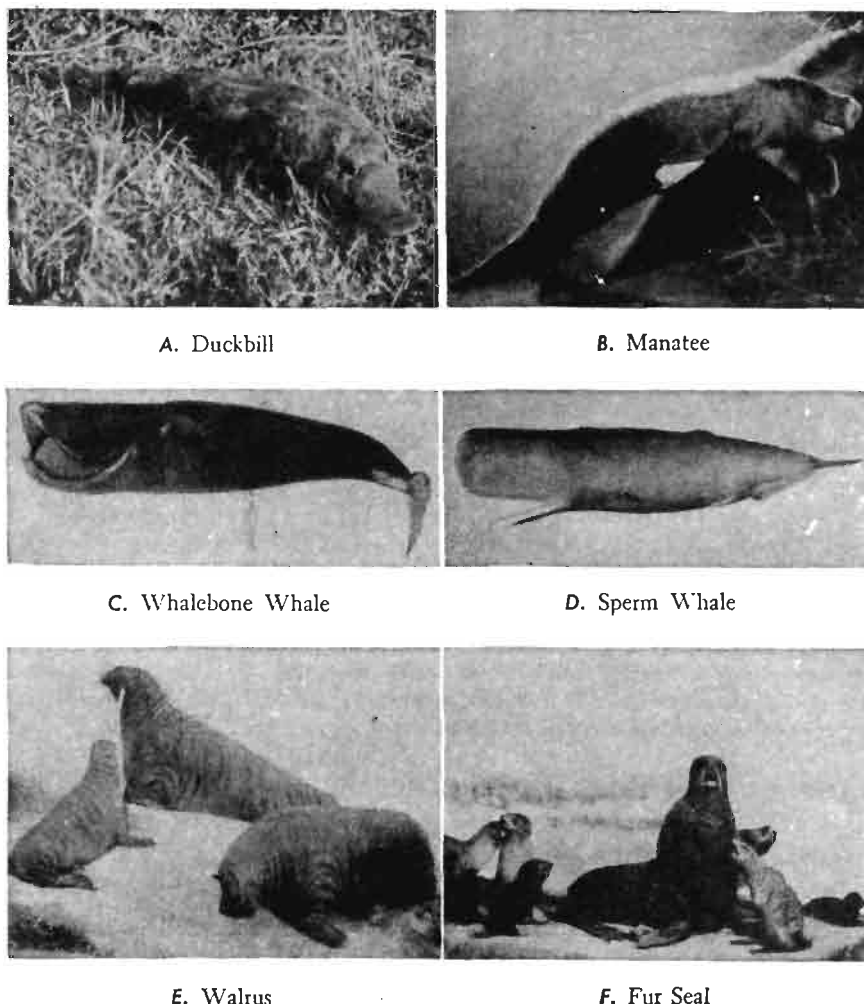 A. Duckbill
B. Manatee
C. Whalebone Whale
D. Sperm Whale
E. Walrus
F. Fur Seal